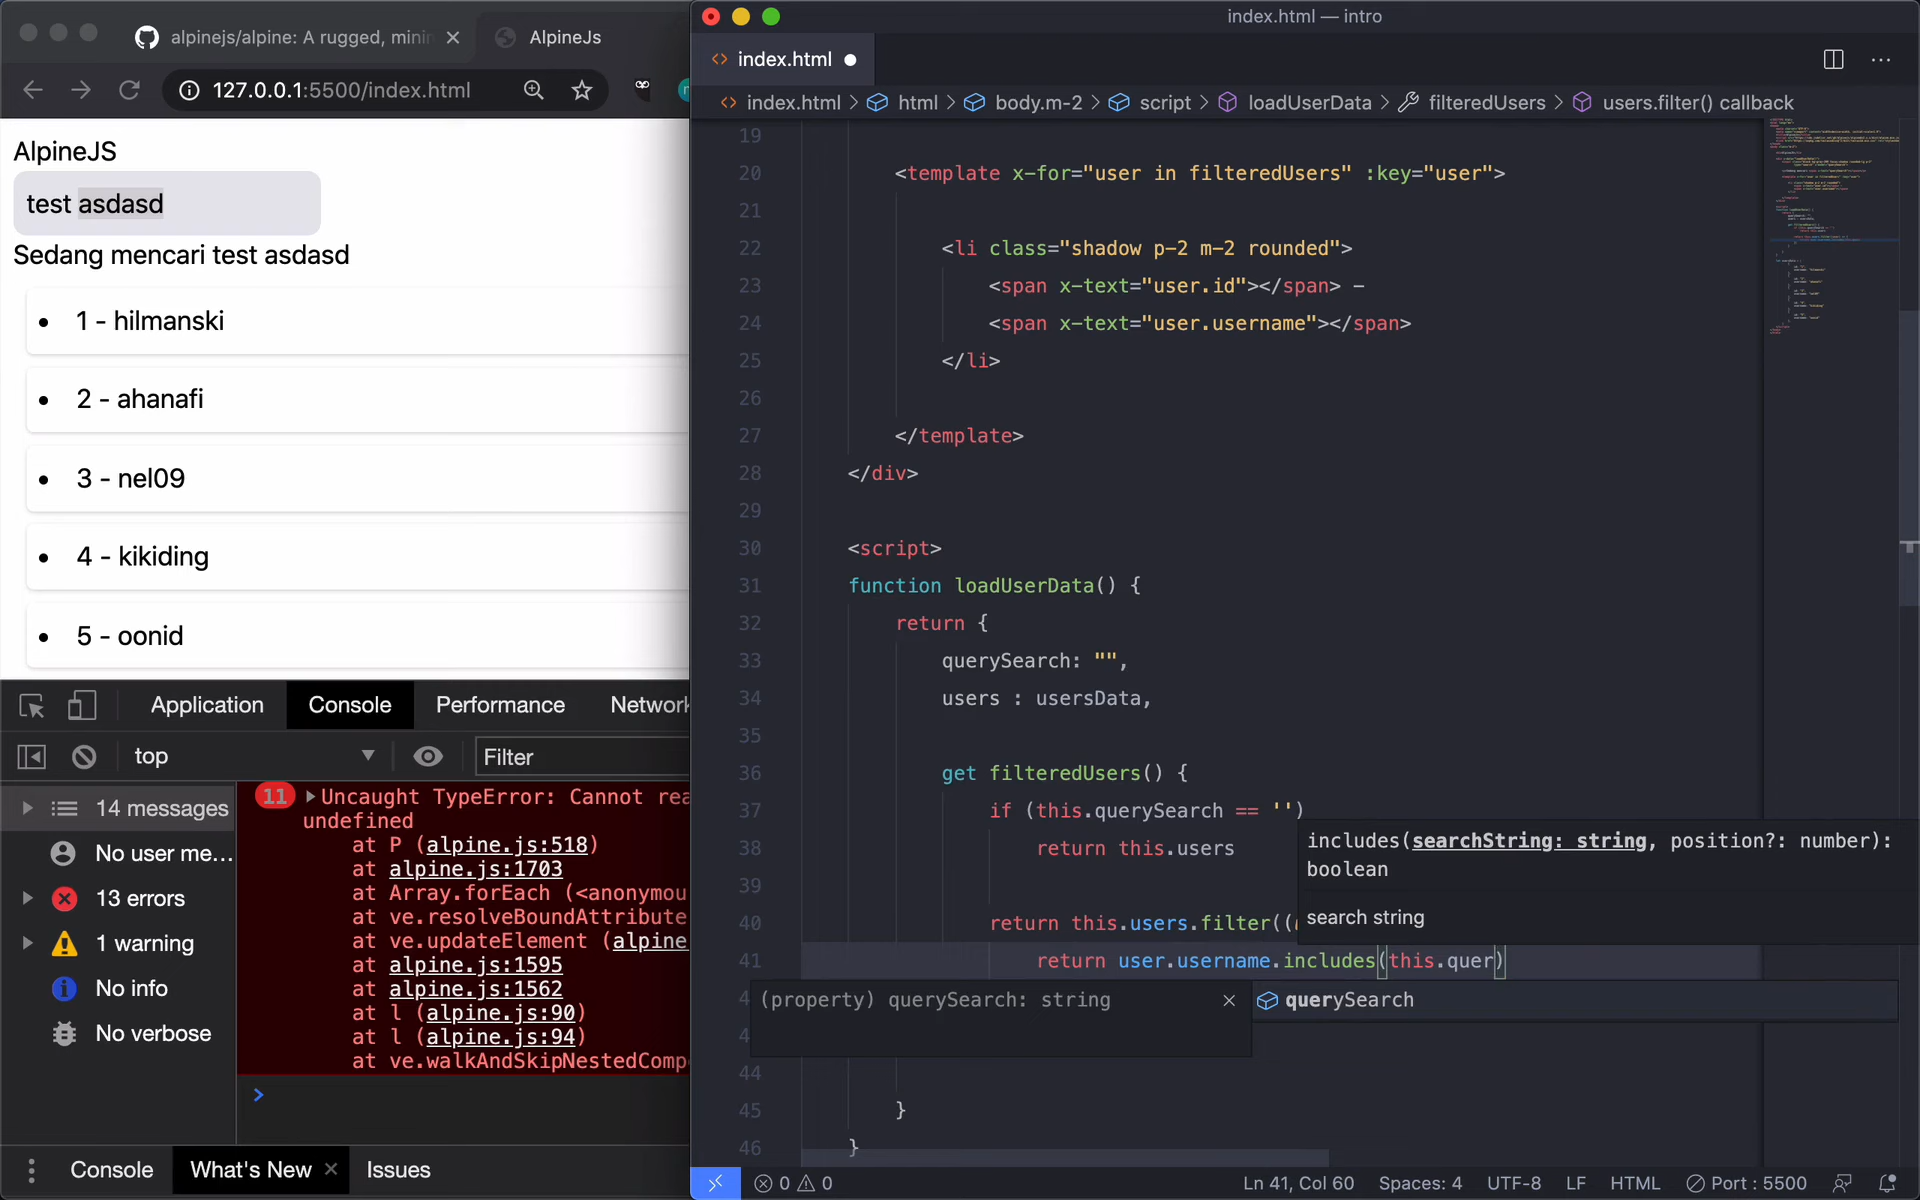 alpinejs/alpine: A rugged, minin
AlpineJs
127.0.0.1:5500/index.html
AlpineJS
test asdasd
Sedang mencari test asdasd
1 - hilmanski
2 - ahanafi
3 - nel09
4 - kikiding
5 - oonid
Application
Console
Performance
Network
top
Filter
14 messages
No user me...
13 errors
1 warning
No info
No verbose
11 Uncaught TypeError: Cannot rea
undefined
at P (alpine.js:518)
at alpine.js:1703
at Array.forEach (<anonymou
at ve.resolveBoundAttribute
at ve.updateElement (alpine
at alpine.js:1595
at alpine.js:1562
at l (alpine.js:90)
at l (alpine.js:94)
at ve.walkAndSkipNestedComp
>
Console
What's New
Issues
index.html — intro
index.html
index.html > html > body.m-2 > script > loadUserData > filteredUsers > users.filter() callback
19
20 <template x-for="user in filteredUsers" :key="user">
21
22 <li class="shadow p-2 m-2 rounded">
23 <span x-text="user.id"></span> –
24 <span x-text="user.username"></span>
25 </li>
26
27 </template>
28 </div>
29
30 <script>
31 function loadUserData() {
32 return {
33 querySearch: "",
34 users : usersData,
35
36 get filteredUsers() {
37 if (this.querySearch == '')
38 return this.users
39
40 return this.users.filter((
41 return user.username.includes(this.quer)
4
4
44
45 }
46 }
includes(searchString: string, position?: number):
boolean
search string
(property) querySearch: string
querySearch
0
0
Ln 41, Col 60
Spaces: 4
UTF-8
LF
HTML
Port : 5500